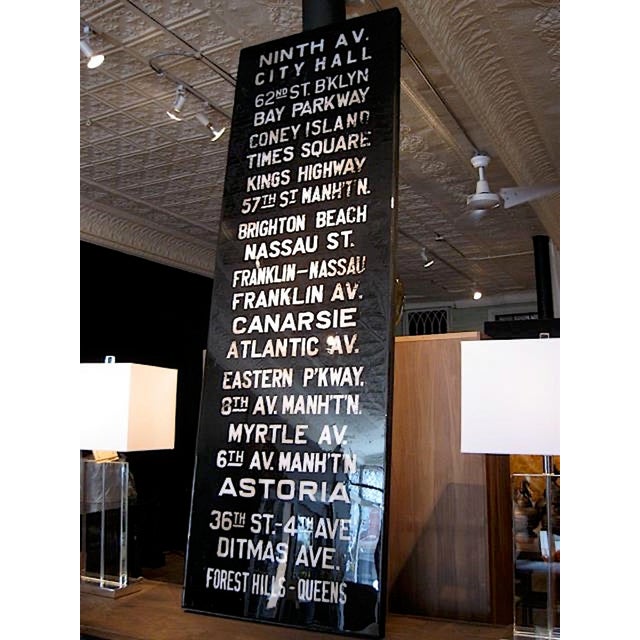 NINTH AV.
CITY HALL
62ND ST. B'KLYN
BAY PARKWAY
CONEY ISLAND
TIMES SQUARE
KINGS HIGHWAY
57TH ST MANH'T'N.
BRIGHTON BEACH
NASSAU ST.
FRANKLIN-NASSAU
FRANKLIN AV.
CANARSIE
ATLANTIC AV.
EASTERN P'KWAY.
8TH AV. MANH'T'N.
MYRTLE AV.
6TH AV. MANH'T'N
ASTORIA
36TH ST.-4TH AVE
DITMAS AVE.
FOREST HILLS - QUEENS